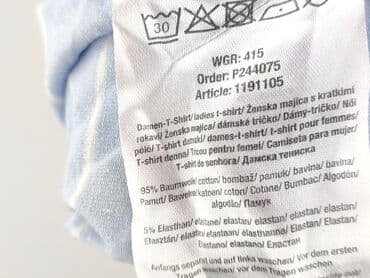 30
WGR: 415
Order: P244075
Article: 1191105
Damen-T-Shirt/ladies t-shirt/ Ženska majica s kratkimi
rokavi/ Ženska majica/ dámské tričko/ Dámy-tričko/ Női
póló/ T-shirt damski/ dames-t-shirt/ t-shirt pour femmes/
T-shirt donna/ Tricou pentru femei/ Camiseta para mujer/
T-shirt de senhora/ Дамска тениска
95% Baumwolle/ cotton/ bombaž/ pamuk/ bavlna/ bavlna/
Pamut/ Bawełna/ katoen/ coton/ Cotone/ Bumbac/ Algodón/
algodão/ Памук
5% Elasthan/ elastane/ elastan/ elastan/ elastan/ elastan/
Elasztán/ elastan/ elastaan/ élasthanne/ Elastan/ Elastan/
Elastano/ elastano/ Еластан
Anfangs separat und auf links waschen/ Vor dem ersten
Tragen waschen/ vor dem ersten